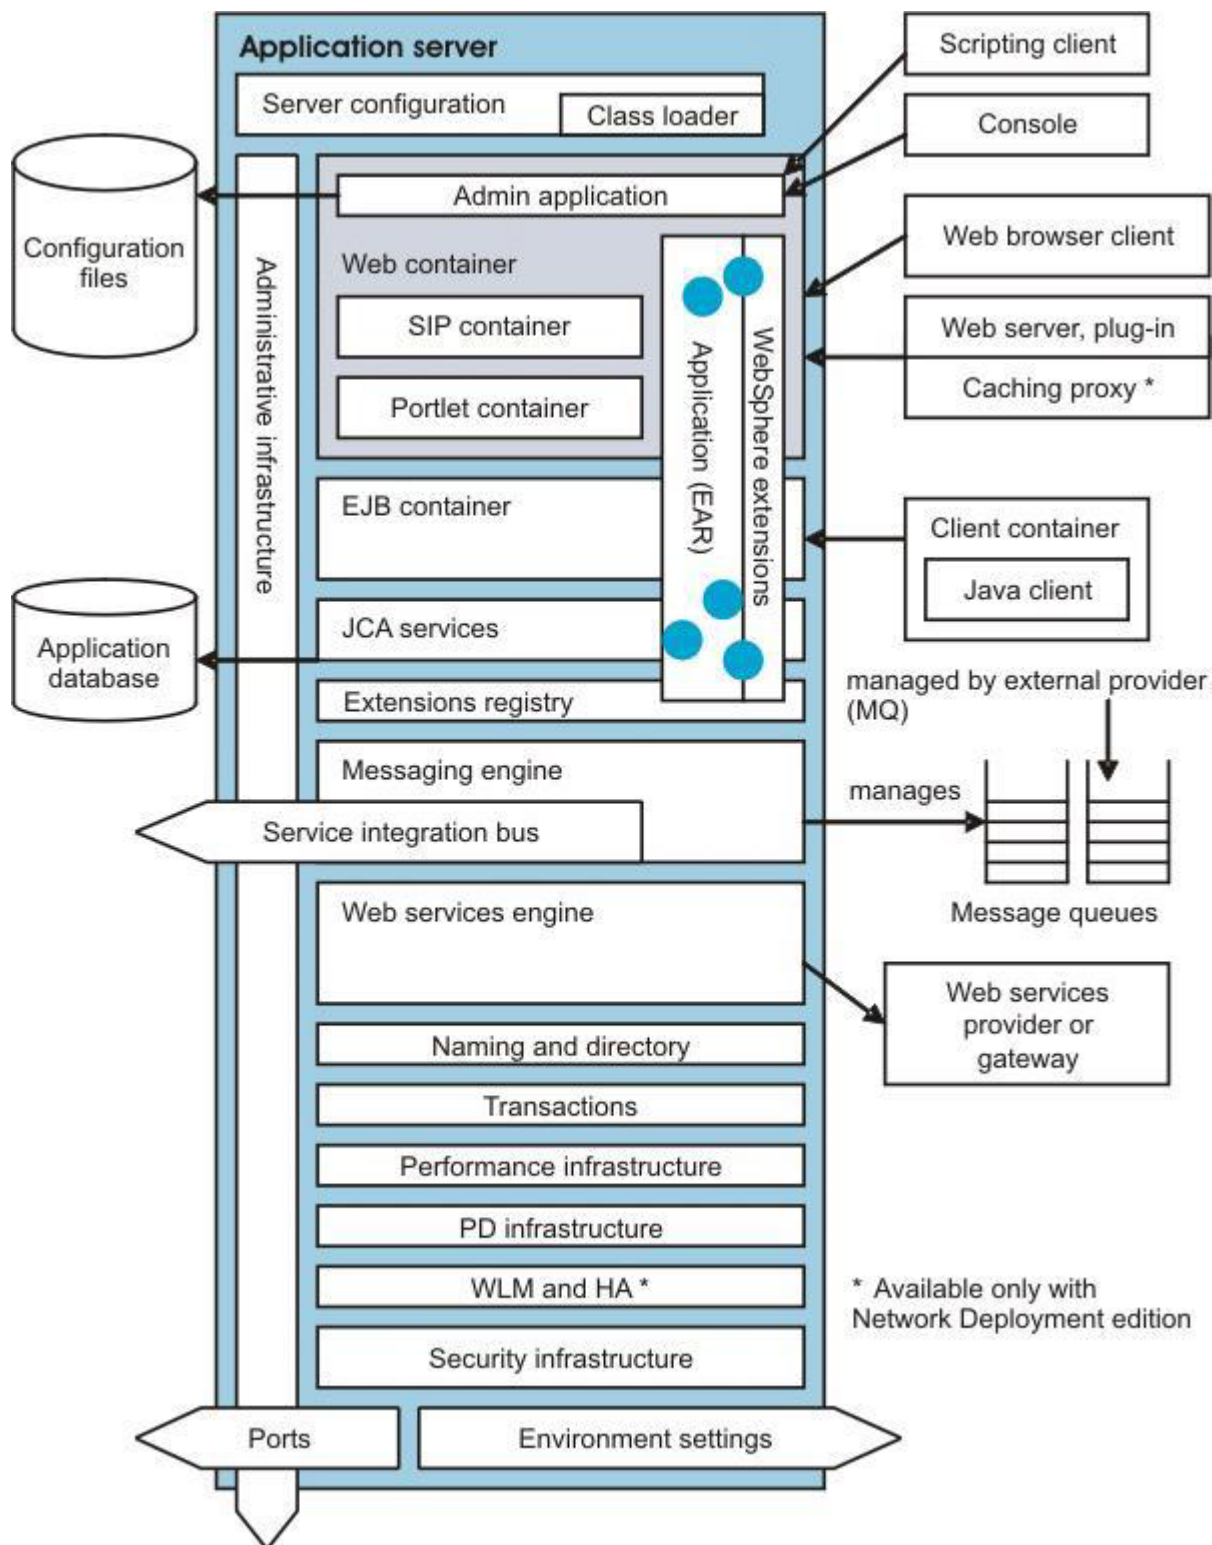 Application server
Server configuration
Class loader
Scripting client
Console
Configuration
files
Admin application
Web container
SIP container
Portlet container
Administrative infrastructure
Application (EAR)
WebSphere extensions
Web browser client
Web server, plug-in
Caching proxy *
EJB container
Client container
Java client
Application
database
JCA services
Extensions registry
managed by external provider
(MQ)
Messaging engine
manages
Service integration bus
Message queues
Web services engine
Web services
provider or
gateway
Naming and directory
Transactions
Performance infrastructure
PD infrastructure
WLM and HA *
* Available only with
Network Deployment edition
Security infrastructure
Ports
Environment settings